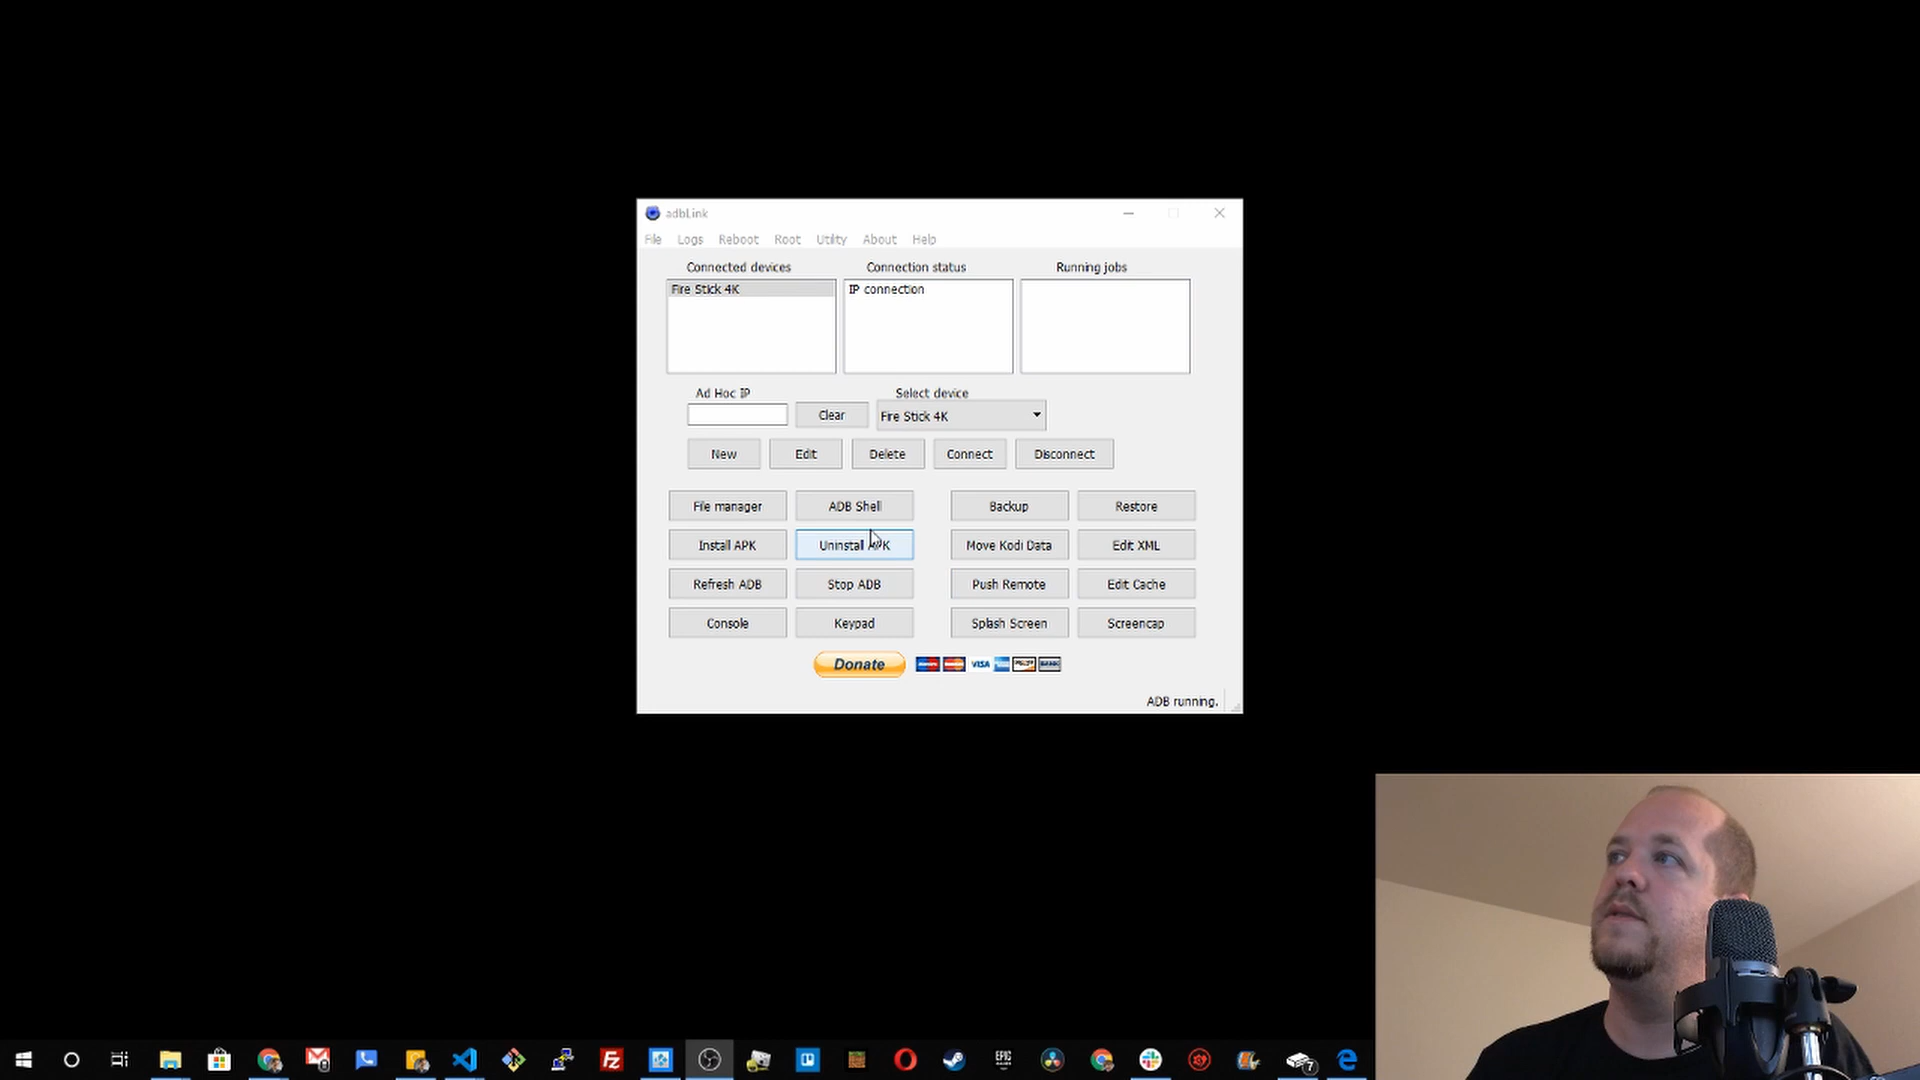 adbLink
File Logs Reboot Root Utilty About Help
Connected devices Connection status Running jobs
Fire Stick 4K IP connection
Ad Hoc IP Select device
Clear Fire Stick 4K
New Edit Delete Connect Disconnect
File manager ADB Shell Backup Restore
Install APK Uninstall APK Move Kodi Data Edit XML
Refresh ADB Stop ADB Push Remote Edit Cache
Console Keypad Splash Screen Screencap
Donate VISA
ADB running.
EPIC
7